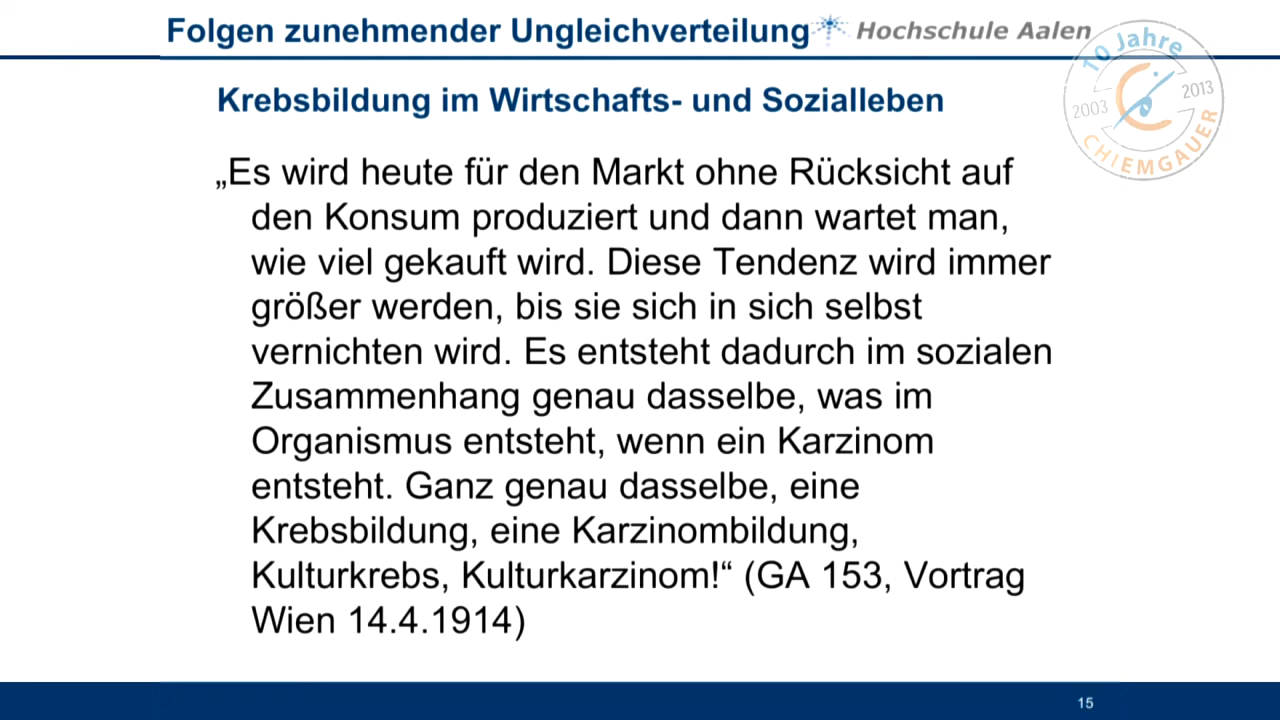 Folgen zunehmender Ungleichverteilung
Hochschule Aalen
10 Jahre
2003
2013
CHIEMGAUER
Krebsbildung im Wirtschafts- und Sozialleben
„Es wird heute für den Markt ohne Rücksicht auf
den Konsum produziert und dann wartet man,
wie viel gekauft wird. Diese Tendenz wird immer
größer werden, bis sie sich in sich selbst
vernichten wird. Es entsteht dadurch im sozialen
Zusammenhang genau dasselbe, was im
Organismus entsteht, wenn ein Karzinom
entsteht. Ganz genau dasselbe, eine
Krebsbildung, eine Karzinombildung,
Kulturkrebs, Kulturkarzinom!“ (GA 153, Vortrag
Wien 14.4.1914)
15